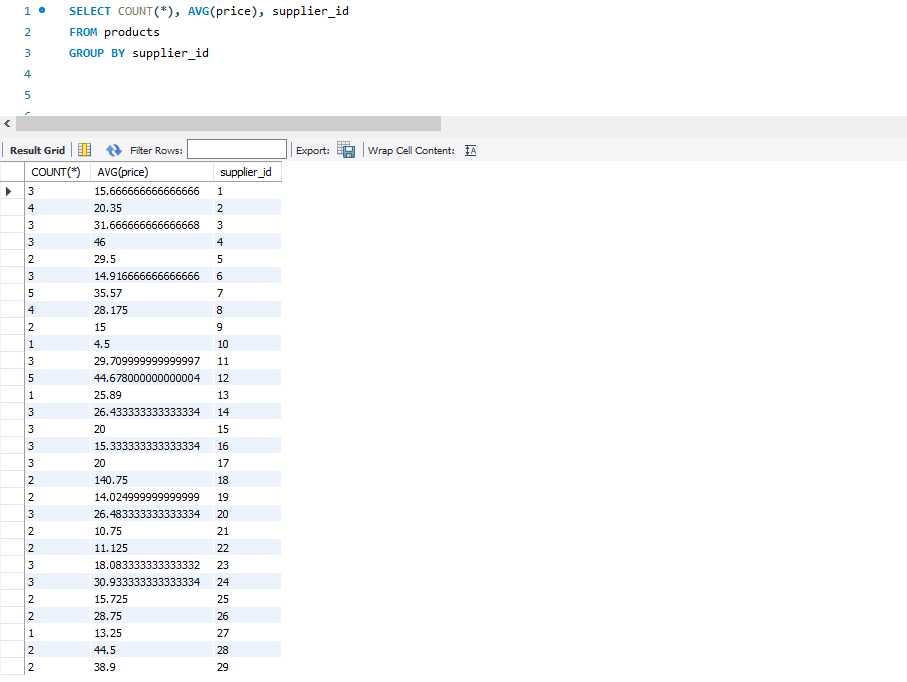 1 SELECT COUNT(*), AVG(price), supplier_id
2 FROM products
3 GROUP BY supplier_id
4
5
Result Grid Filter Rows: Export: Wrap Cell Content:
COUNT(*) AVG(price) supplier_id
3 15.666666666666666 1
4 20.35 2
3 31.666666666666668 3
3 46 4
2 29.5 5
3 14.916666666666666 6
5 35.57 7
4 28.175 8
2 15 9
1 4.5 10
3 29.709999999999997 11
5 44.678000000000004 12
1 25.89 13
3 26.433333333333334 14
3 20 15
3 15.333333333333334 16
3 20 17
2 140.75 18
2 14.024999999999999 19
3 26.483333333333334 20
2 10.75 21
2 11.125 22
3 18.083333333333332 23
3 30.933333333333334 24
2 15.725 25
2 28.75 26
1 13.25 27
2 44.5 28
2 38.9 29